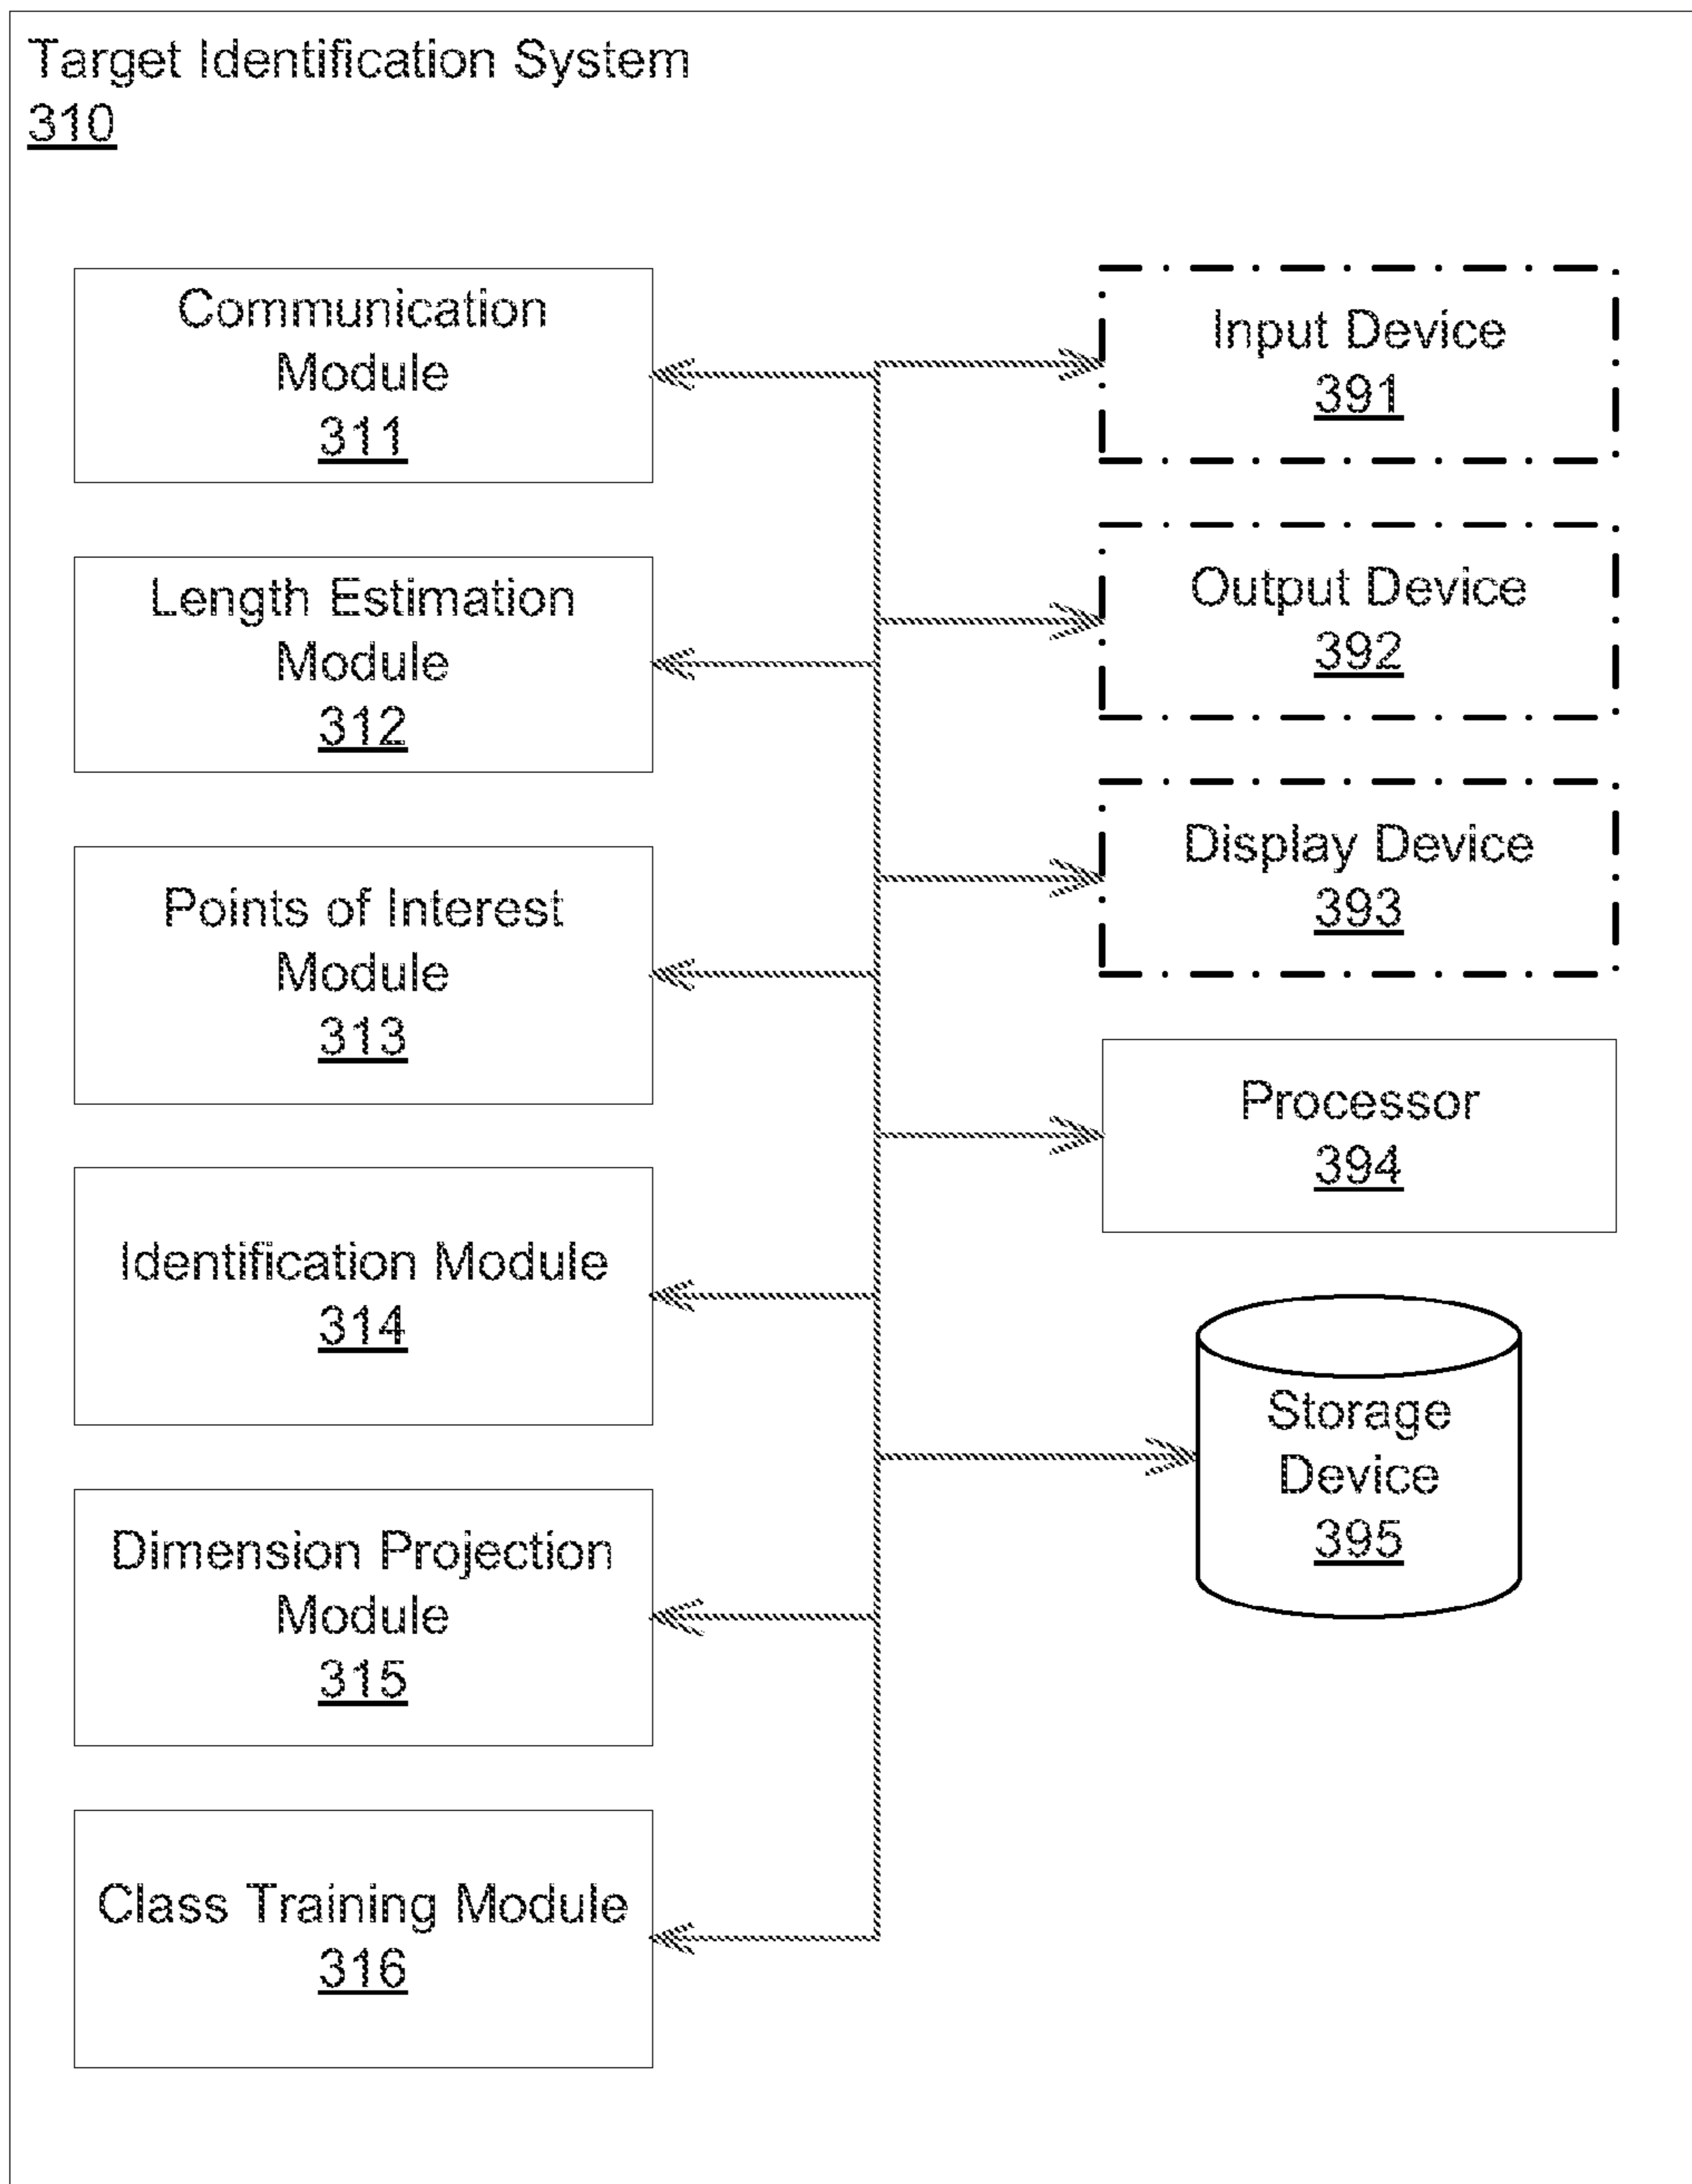 Target Identification System
310
Communication
Module
311
Length Estimation
Module
312
Points of Interest
Module
313
Identification Module
314
Dimension Projection
Module
315
Class Training Module
316
Input Device
391
Output Device
392
Display Device
393
Processor
394
Storage
Device
395